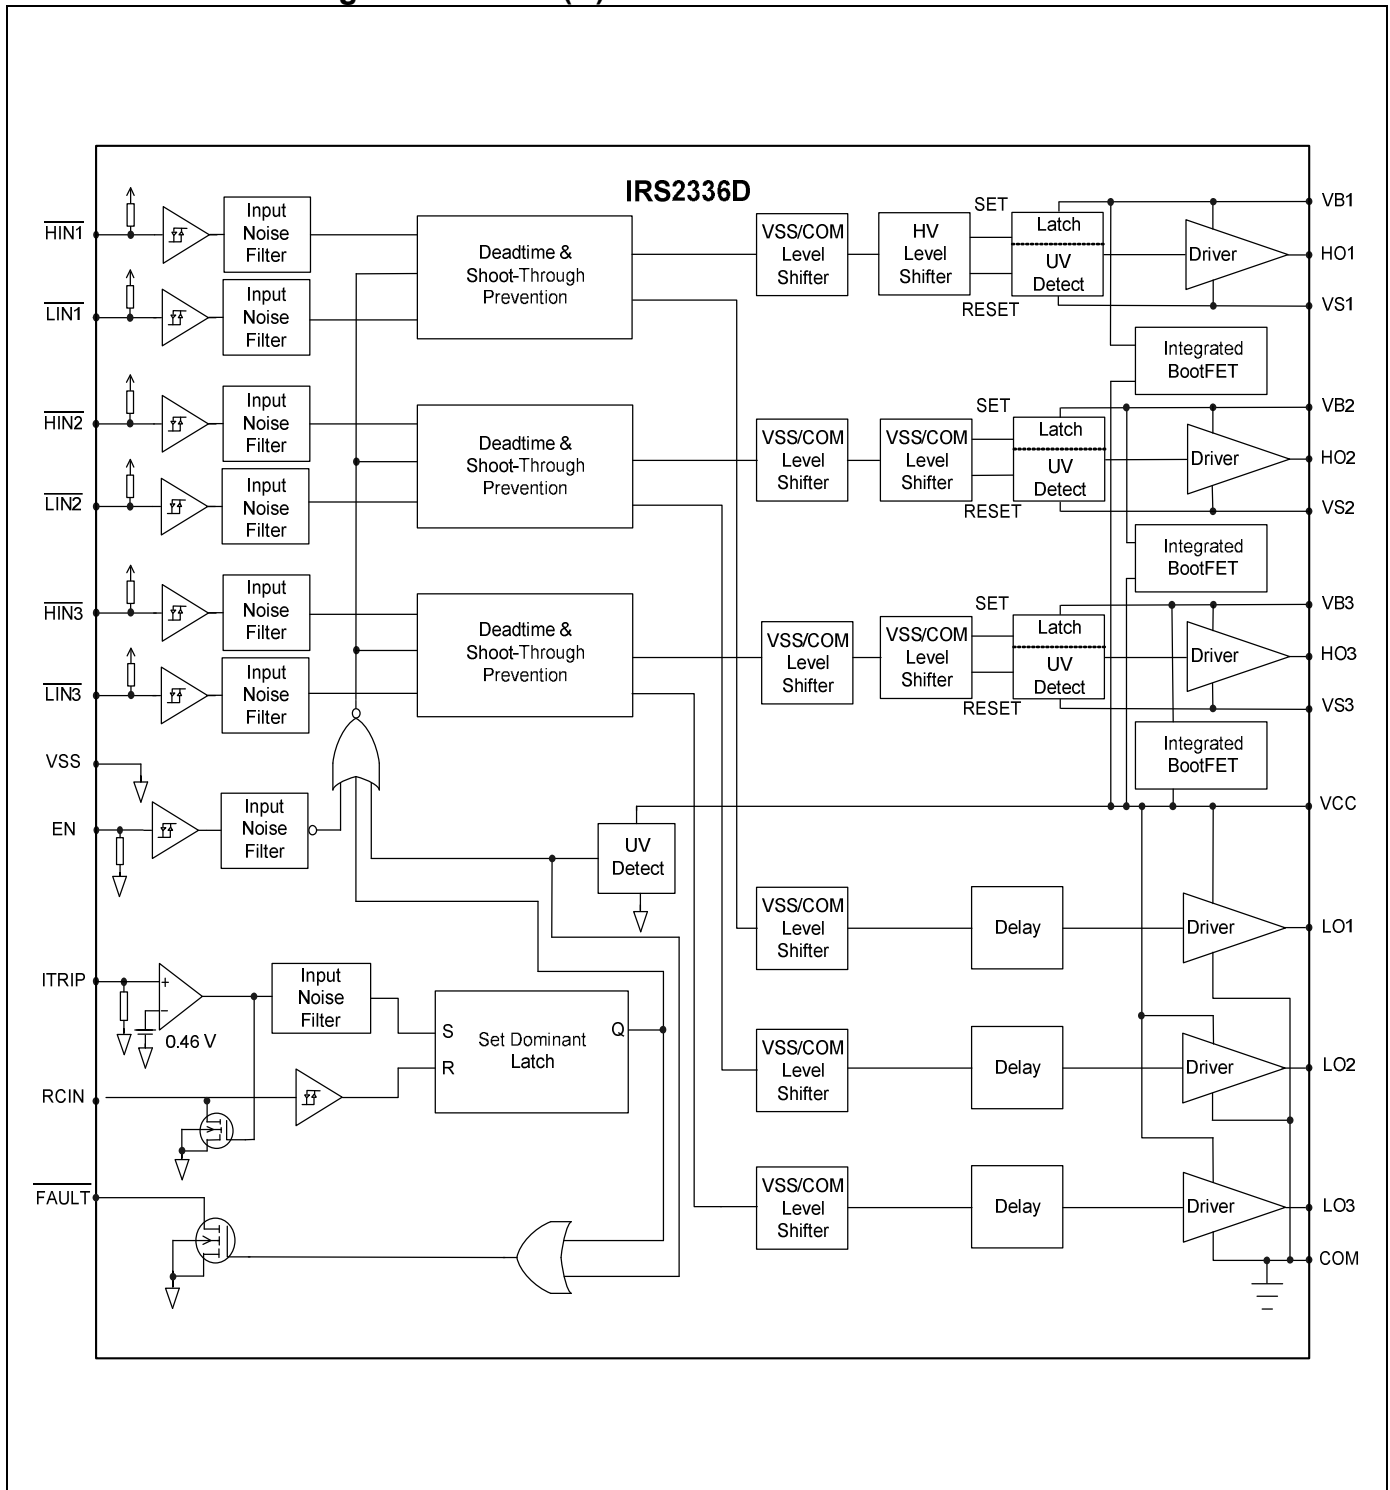 IRS2336D
HIN1
LIN1
HIN2
LIN2
HIN3
LIN3
VSS
EN
ITRIP
RCIN
FAULT
Input
Noise
Filter
Input
Noise
Filter
Input
Noise
Filter
Input
Noise
Filter
Input
Noise
Filter
Input
Noise
Filter
Input
Noise
Filter
Input
Noise
Filter
+
−
0.46 V
Deadtime &
Shoot-Through
Prevention
Deadtime &
Shoot-Through
Prevention
Deadtime &
Shoot-Through
Prevention
S
R
Q
Set Dominant
Latch
UV
Detect
VSS/COM
Level
Shifter
HV
Level
Shifter
SET
RESET
Latch
UV
Detect
Driver
Integrated
BootFET
VSS/COM
Level
Shifter
VSS/COM
Level
Shifter
SET
RESET
Latch
UV
Detect
Driver
Integrated
BootFET
VSS/COM
Level
Shifter
VSS/COM
Level
Shifter
SET
RESET
Latch
UV
Detect
Driver
Integrated
BootFET
VSS/COM
Level
Shifter
Delay
Driver
VSS/COM
Level
Shifter
Delay
Driver
VSS/COM
Level
Shifter
Delay
Driver
VB1
HO1
VS1
VB2
HO2
VS2
VB3
HO3
VS3
VCC
LO1
LO2
LO3
COM